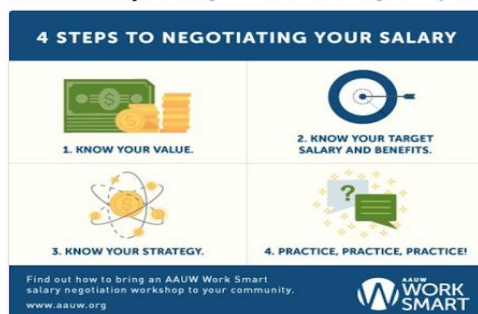 4 STEPS TO NEGOTIATING YOUR SALARY
1. KNOW YOUR VALUE.
2. KNOW YOUR TARGET
SALARY AND BENEFITS.
3. KNOW YOUR STRATEGY.
4. PRACTICE, PRACTICE, PRACTICE!
Find out how to bring an AAUW Work Smart
salary negotiation workshop to your community.
www.aauw.org
AAUW
WORK
SMART